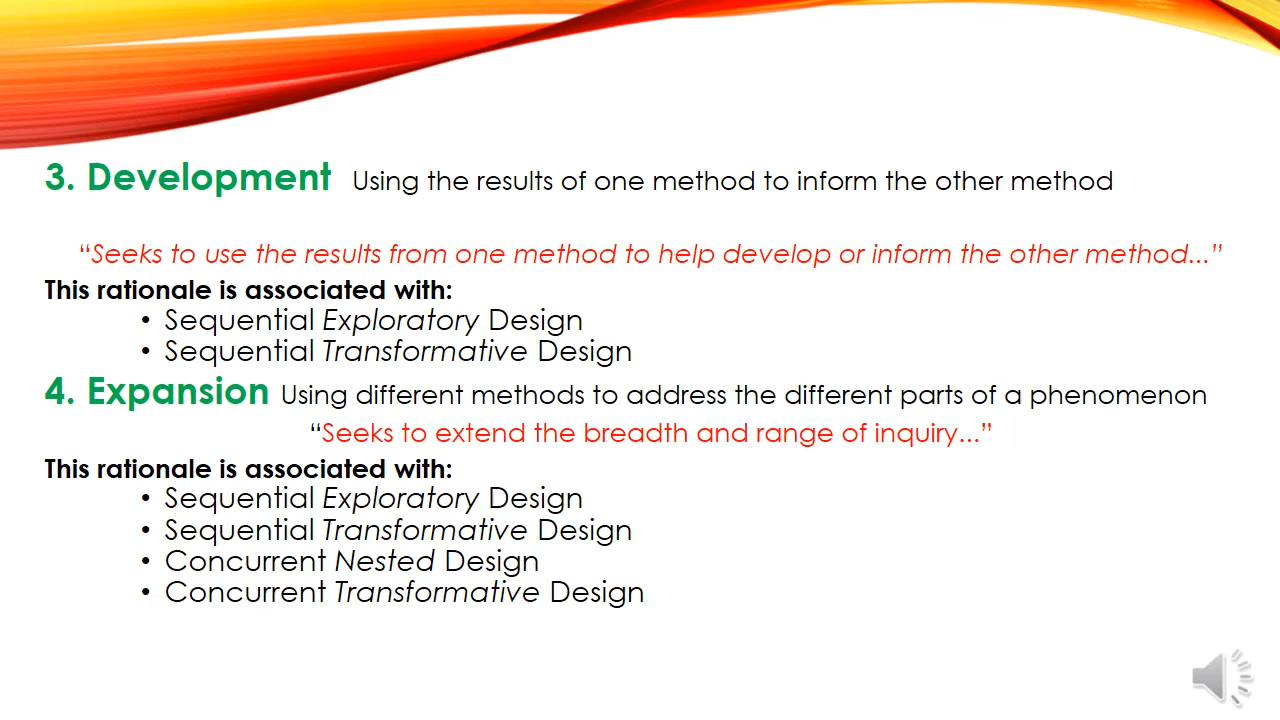 3. Development Using the results of one method to inform the other method
“Seeks to use the results from one method to help develop or inform the other method...”
This rationale is associated with:
• Sequential Exploratory Design
• Sequential Transformative Design
4. Expansion Using different methods to address the different parts of a phenomenon
“Seeks to extend the breadth and range of inquiry...”
This rationale is associated with:
• Sequential Exploratory Design
• Sequential Transformative Design
• Concurrent Nested Design
• Concurrent Transformative Design